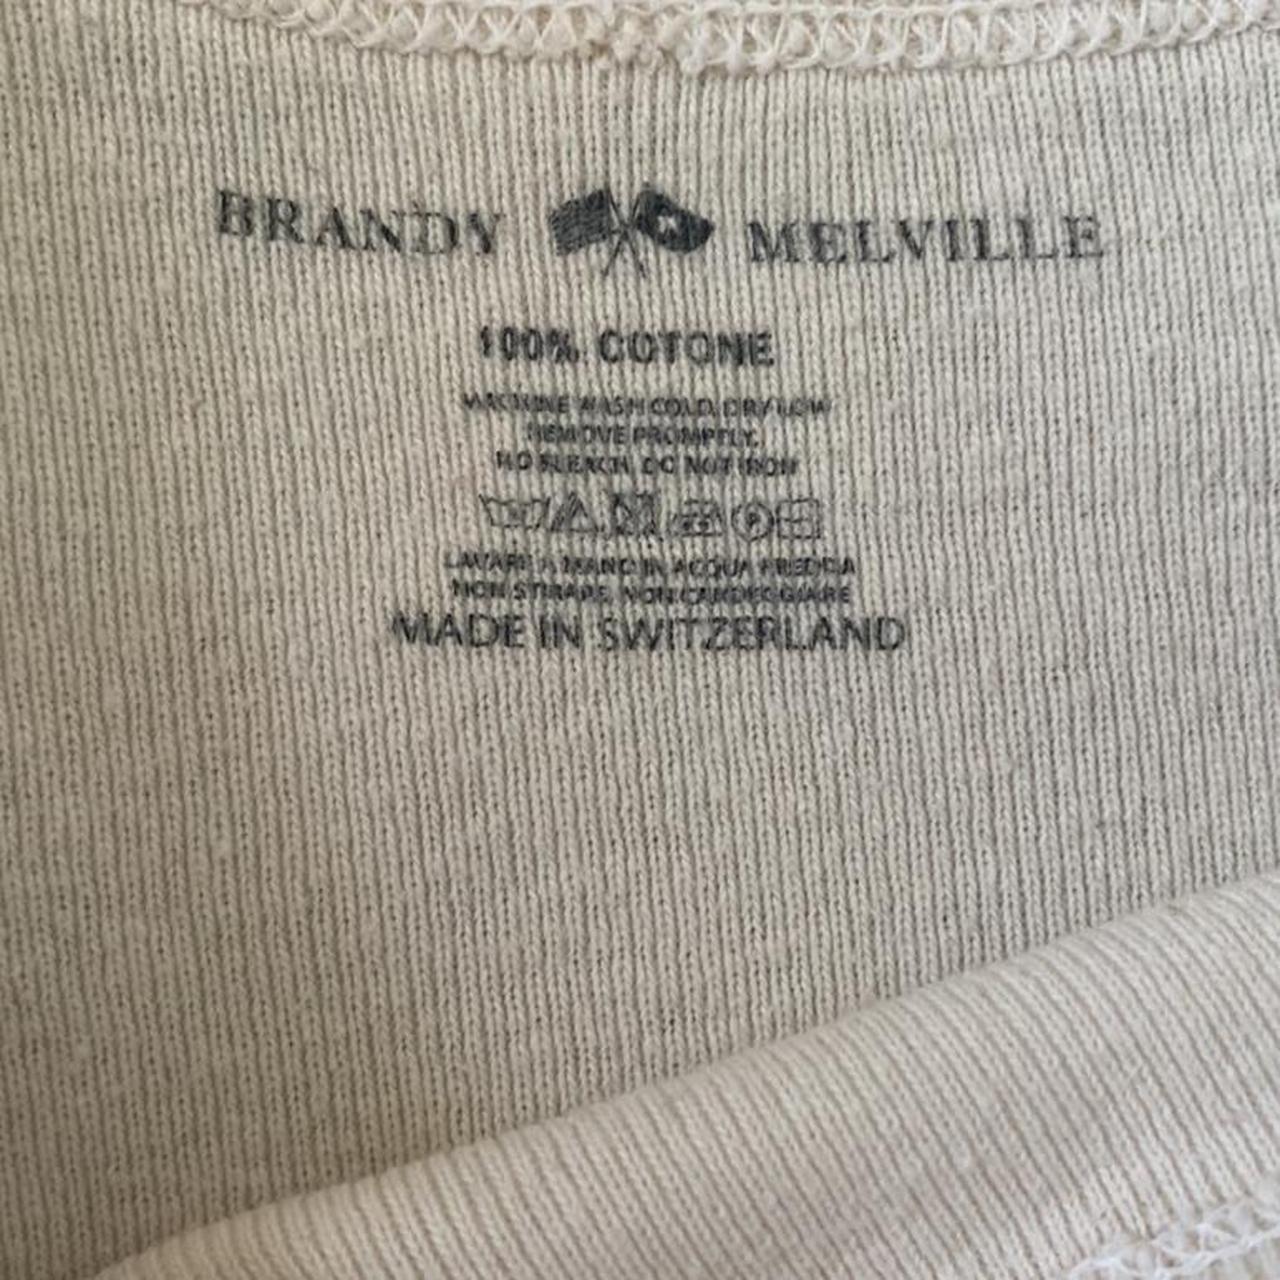 BRANDY MELVILLE
100% COTONE
MACHINE WASH COLD, DRY LOW
REMOVE PROMPTLY.
NO BLEACH, DO NOT IRON
LAVARE A MANO IN ACQUA FREDDA
NON STIRARE, NON CANDEGGIARE
MADE IN SWITZERLAND